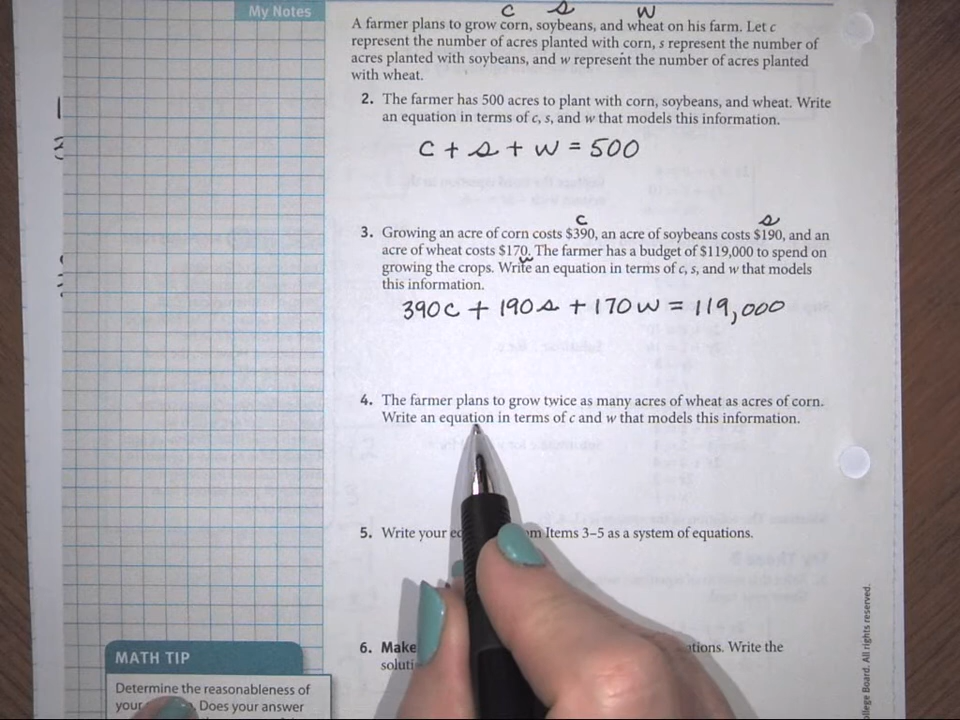 My Notes
c s w
A farmer plans to grow corn, soybeans, and wheat on his farm. Let c
represent the number of acres planted with corn, s represent the number of
acres planted with soybeans, and w represent the number of acres planted
with wheat.
2. The farmer has 500 acres to plant with corn, soybeans, and wheat. Write
an equation in terms of c, s, and w that models this information.
c + s + w = 500
c s
3. Growing an acre of corn costs $390, an acre of soybeans costs $190, and an
acre of wheat costs $170. The farmer has a budget of $119,000 to spend on
w
growing the crops. Write an equation in terms of c, s, and w that models
this information.
390c + 190s + 170w = 119,000
4. The farmer plans to grow twice as many acres of wheat as acres of corn.
Write an equation in terms of c and w that models this information.
5. Write your Items 3–5 as a system of equations.
6. Make Write the
MATH TIP
Determine the reasonableness of
your Does your answer
College Board. All rights reserved.